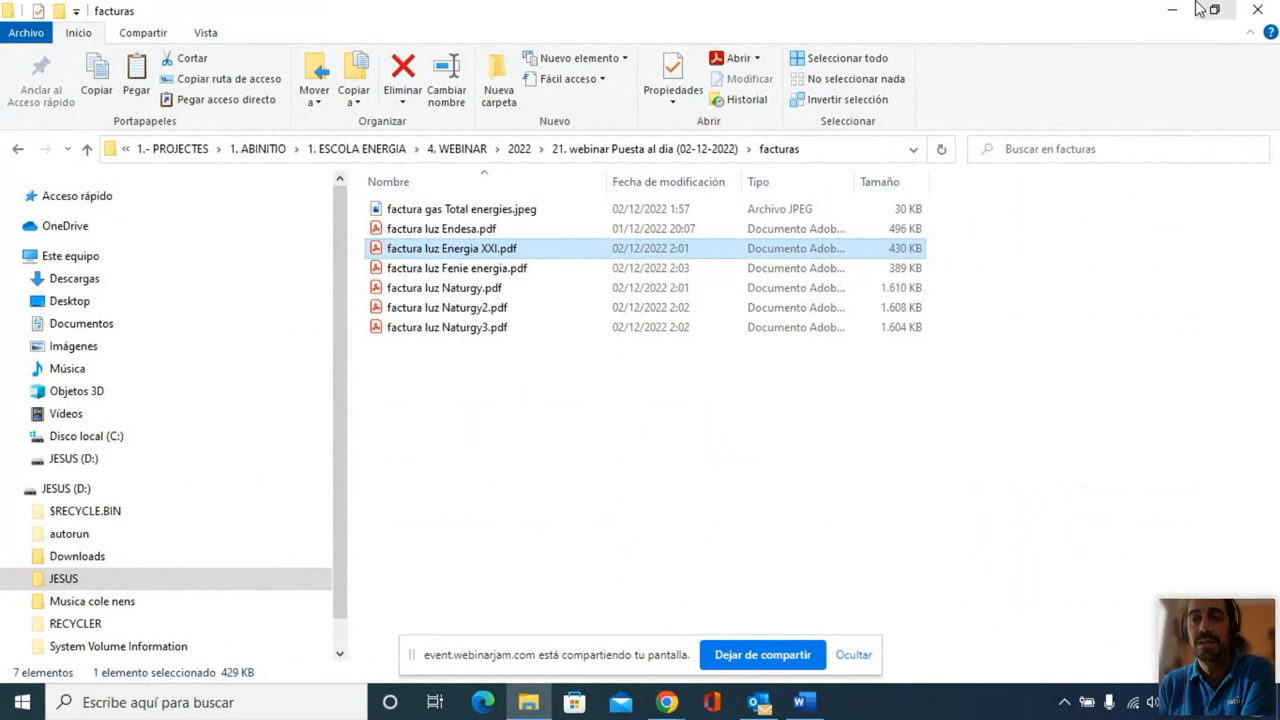 facturas
Archivo Inicio Compartir Vista
Anclar al Acceso rápido
Copiar
Pegar
Cortar
Copiar ruta de acceso
Pegar acceso directo
Mover a
Copiar a
Eliminar
Cambiar nombre
Nueva carpeta
Nuevo elemento
Fácil acceso
Propiedades
Abrir
Modificar
Historial
Seleccionar todo
No seleccionar nada
Invertir selección
Portapapeles Organizar Nuevo Abrir Seleccionar
« 1.- PROJECTES > 1. ABINITIO > 1. ESCOLA ENERGIA > 4. WEBINAR > 2022 > 21. webinar Puesta al dia (02-12-2022) > facturas
Buscar en facturas
Nombre Fecha de modificación Tipo Tamaño
factura gas Total energies.jpeg 02/12/2022 1:57 Archivo JPEG 30 KB
factura luz Endesa.pdf 01/12/2022 20:07 Documento Adob... 496 KB
factura luz Energia XXI.pdf 02/12/2022 2:01 Documento Adob... 430 KB
factura luz Fenie energia.pdf 02/12/2022 2:03 Documento Adob... 389 KB
factura luz Naturgy.pdf 02/12/2022 2:01 Documento Adob... 1.610 KB
factura luz Naturgy2.pdf 02/12/2022 2:02 Documento Adob... 1.608 KB
factura luz Naturgy3.pdf 02/12/2022 2:02 Documento Adob... 1.604 KB
Acceso rápido
OneDrive
Este equipo
Descargas
Desktop
Documentos
Imágenes
Música
Objetos 3D
Vídeos
Disco local (C:)
JESUS (D:)
JESUS (D:)
$RECYCLE.BIN
autorun
Downloads
JESUS
Musica cole nens
RECYCLER
System Volume Information
event.webinarjam.com está compartiendo tu pantalla. Dejar de compartir Ocultar
7 elementos 1 elemento seleccionado 429 KB
Escribe aquí para buscar